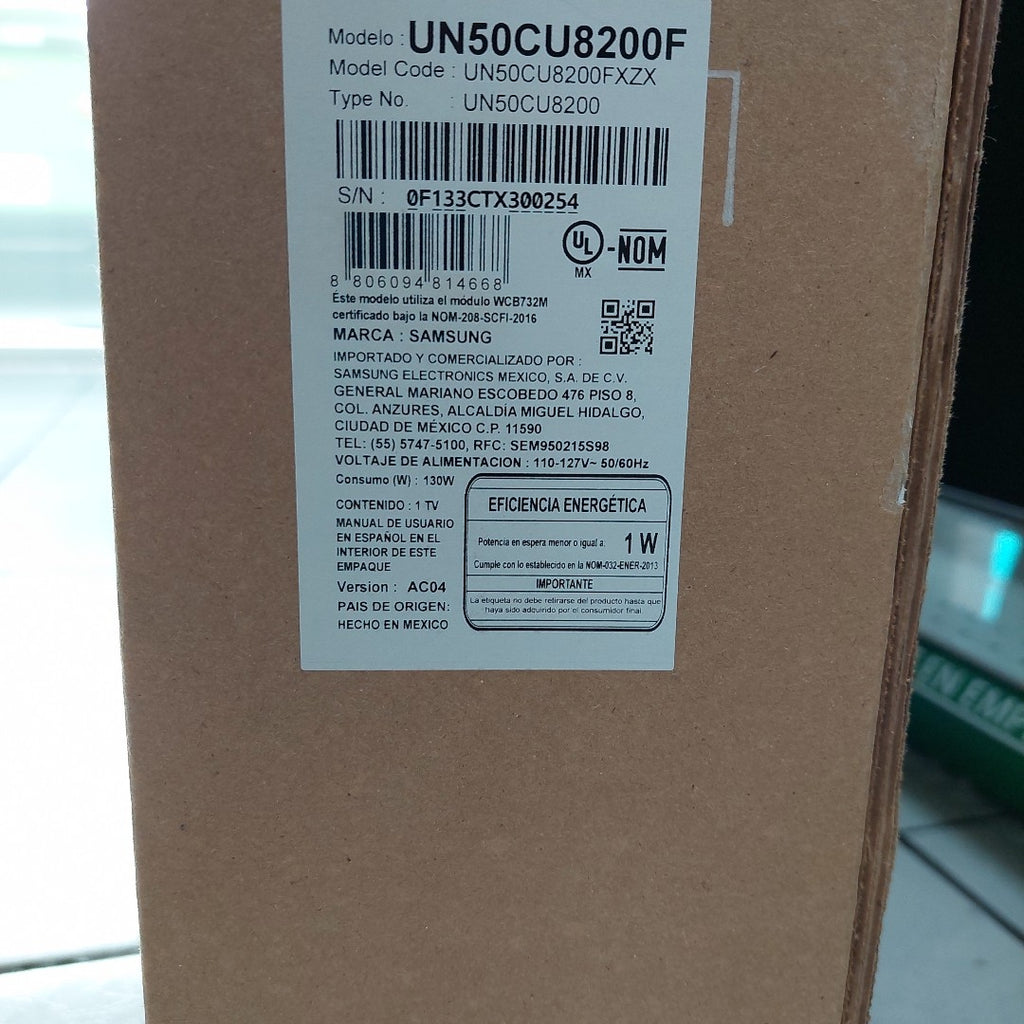 Modelo : UN50CU8200F
Model Code : UN50CU8200FXZX
Type No. : UN50CU8200
S/N : 0F133CTX300254
8 806094 814668
UL MX - NOM
Este modelo utiliza el módulo WCB732M
certificado bajo la NOM-208-SCFI-2016
MARCA : SAMSUNG
IMPORTADO Y COMERCIALIZADO POR :
SAMSUNG ELECTRONICS MEXICO, S.A. DE C.V.
GENERAL MARIANO ESCOBEDO 476 PISO 8,
COL. ANZURES, ALCALDÍA MIGUEL HIDALGO,
CIUDAD DE MÉXICO C.P. 11590
TEL: (55) 5747-5100, RFC: SEM950215S98
VOLTAJE DE ALIMENTACION : 110-127V~ 50/60Hz
Consumo (W) : 130W
CONTENIDO : 1 TV
MANUAL DE USUARIO
EN ESPAÑOL EN EL
INTERIOR DE ESTE
EMPAQUE
Version : AC04
PAIS DE ORIGEN:
HECHO EN MEXICO
EFICIENCIA ENERGÉTICA
Potencia en espera menor o igual a: 1 W
Cumple con lo establecido en la NOM-032-ENER-2013
IMPORTANTE
La etiqueta no debe retirarse del producto hasta que
haya sido adquirido por el consumidor final.
EN EMP